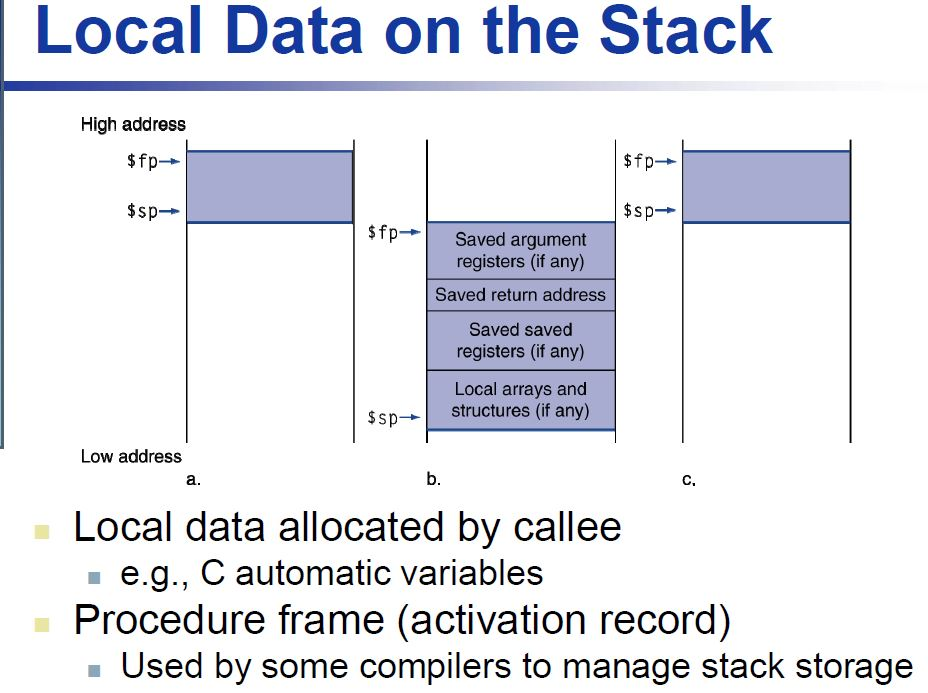 Local Data on the Stack
High address
$fp
$sp
$fp
$sp
$fp
Saved argument
registers (if any)
Saved return address
Saved saved
registers (if any)
Local arrays and
structures (if any)
$sp
Low address
a.
b.
c.
Local data allocated by callee
e.g., C automatic variables
Procedure frame (activation record)
Used by some compilers to manage stack storage